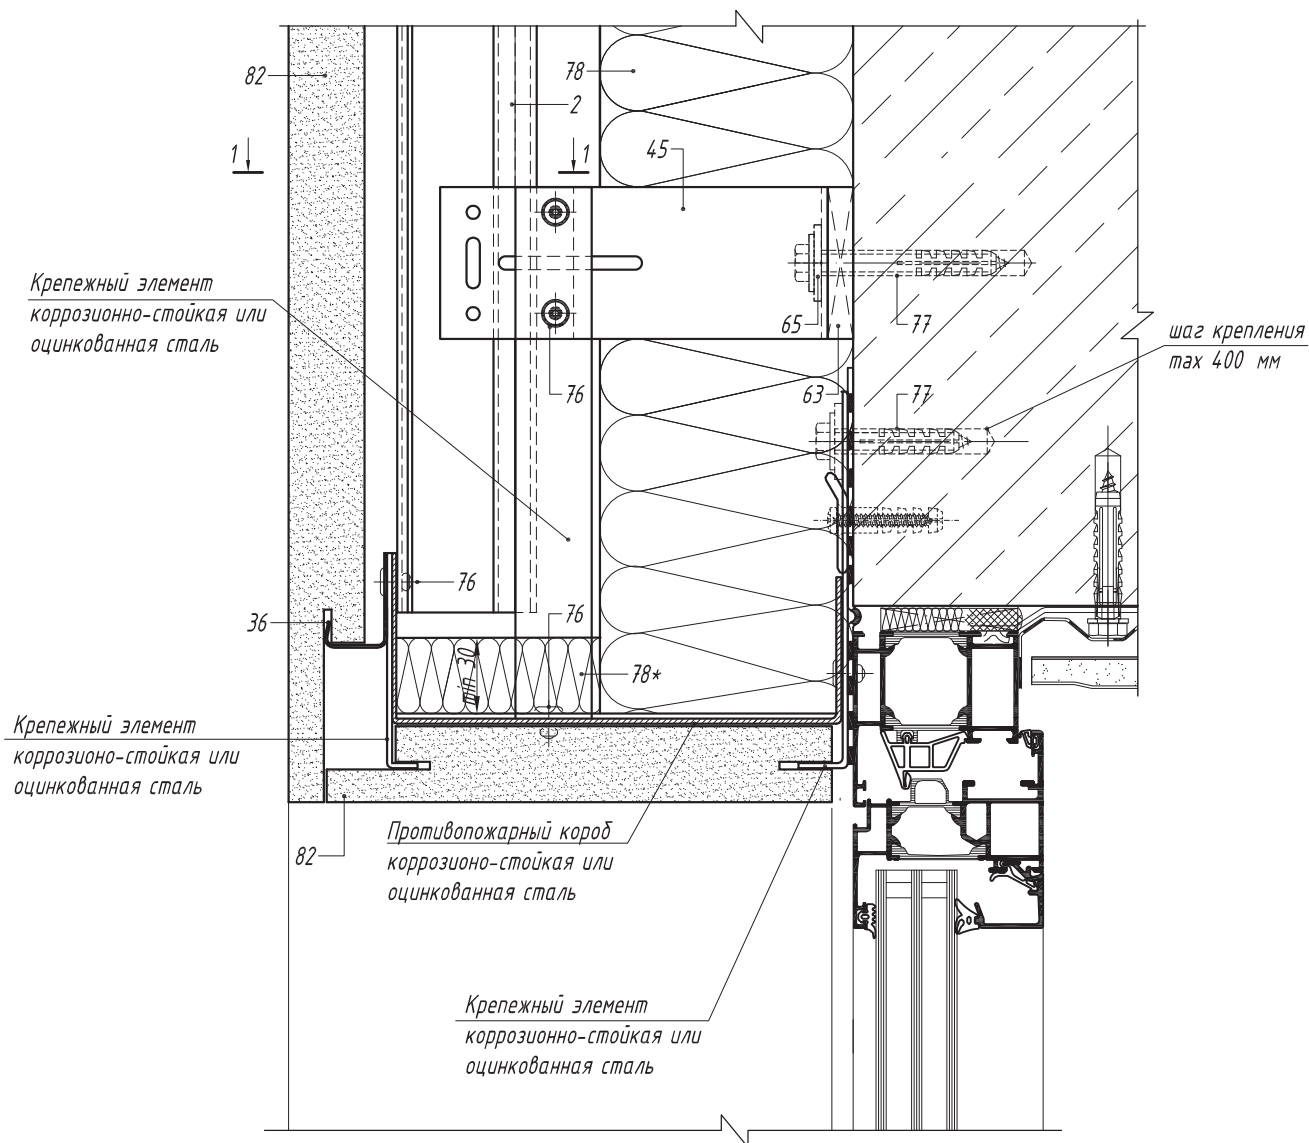 82
78
2
1
1
45
Крепежный элемент
коррозионно-стойкая или
оцинкованная сталь
65
77
шаг крепления
max 400 мм
76
63
77
76
76
36
min 30
78*
Крепежный элемент
коррозионо-стойкая или
оцинкованная сталь
82
Противопожарный короб
коррозионо-стойкая или
оцинкованная сталь
Крепежный элемент
коррозионно-стойкая или
оцинкованная сталь